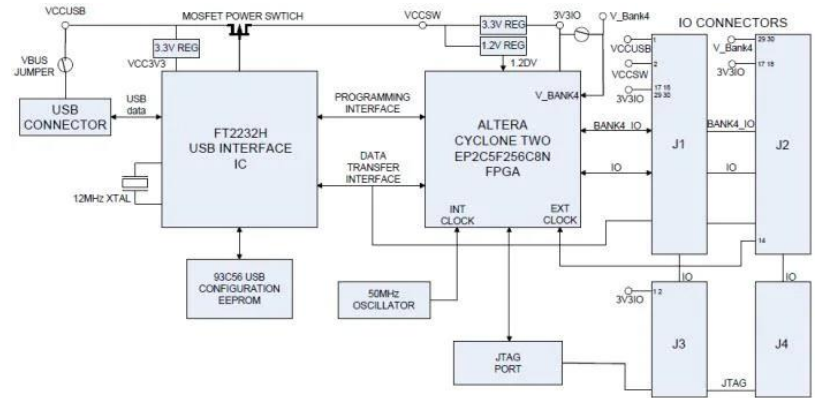 VCCUSB
MOSFET POWER SWTICH
VCCSW
3.3V REG
3V3IO
V_Bank4
IO CONNECTORS
VBUS
JUMPER
3.3V REG
VCC3V3
1.2V REG
1.2DV
VCCUSB
1
2
VCCSW
3V3IO
17 18
29 30
V_Bank4
29 30
3V3IO
17 18
USB
CONNECTOR
USB
data
FT2232H
USB INTERFACE
IC
PROGRAMMING
INTERFACE
DATA
TRANSFER
INTERFACE
V_BANK4
ALTERA
CYCLONE TWO
EP2C5F256C8N
FPGA
INT
CLOCK
EXT
CLOCK
BANK4_IO
IO
J1
BANK4_IO
IO
J2
14
12MHz XTAL
93C56 USB
CONFIGURATION
EEPROM
50MHz
OSCILLATOR
JTAG
PORT
IO
IO
3V3IO
1 2
J3
J4
JTAG